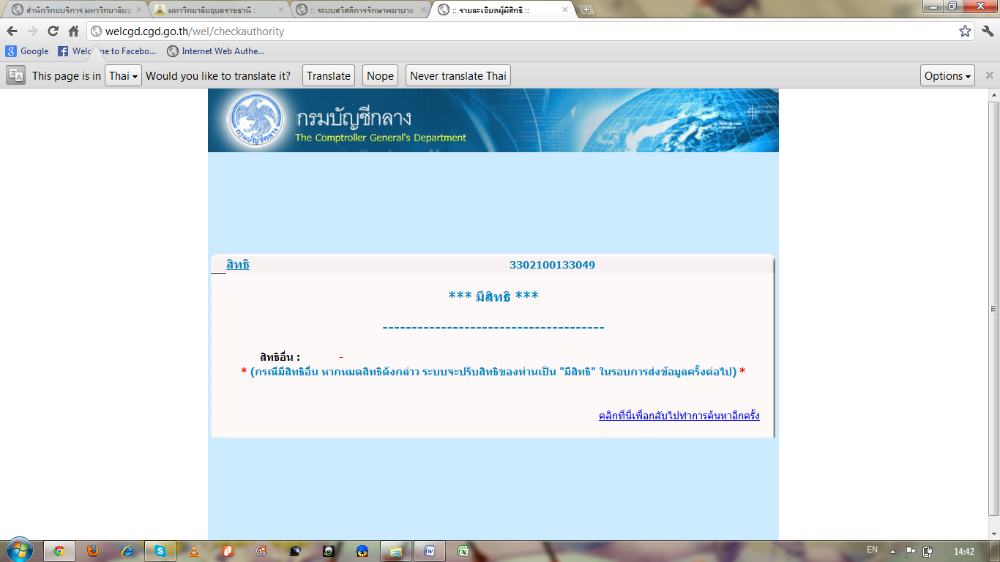 สำนักวิทยบริการ มหาวิทยาลัยอุ
มหาวิทยาลัยอุบลราชธานี :
:: ระบบสวัสดิการรักษาพยาบาล
:: รายละเอียดผู้มีสิทธิ ::
welcgd.cgd.go.th/wel/checkauthority
Google Welcome to Facebo... Internet Web Authe...
This page is in Thai Would you like to translate it? Translate Nope Never translate Thai Options
กรมบัญชีกลาง
The Comptroller General's Department
สิทธิ 3302100133049
*** มีสิทธิ ***
--------------------------------------
สิทธิอื่น : -
* (กรณีมีสิทธิอื่น หากหมดสิทธิดังกล่าว ระบบจะปรับสิทธิของท่านเป็น "มีสิทธิ" ในรอบการส่งข้อมูลครั้งต่อไป) *
คลิกที่นี่เพื่อกลับไปทำการค้นหาอีกครั้ง
EN 14:42